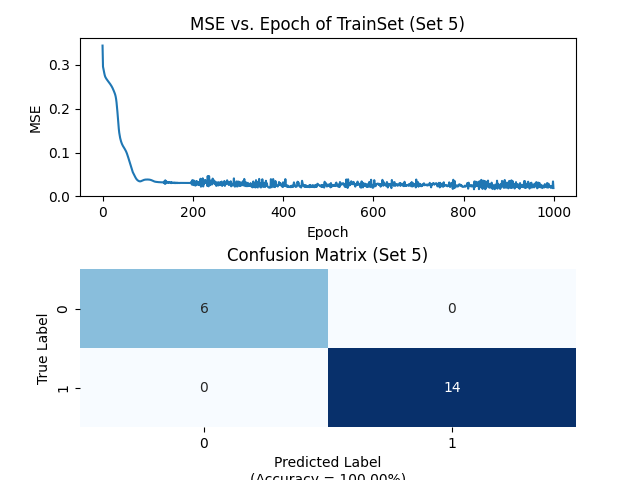 MSE vs. Epoch of TrainSet (Set 5)
0.3
0.2
0.1
0.0
MSE
0 200 400 600 800 1000
Epoch
Confusion Matrix (Set 5)
True Label
0
6 0
1
0 14
0 1
Predicted Label
(Accuracy = 100.00%)